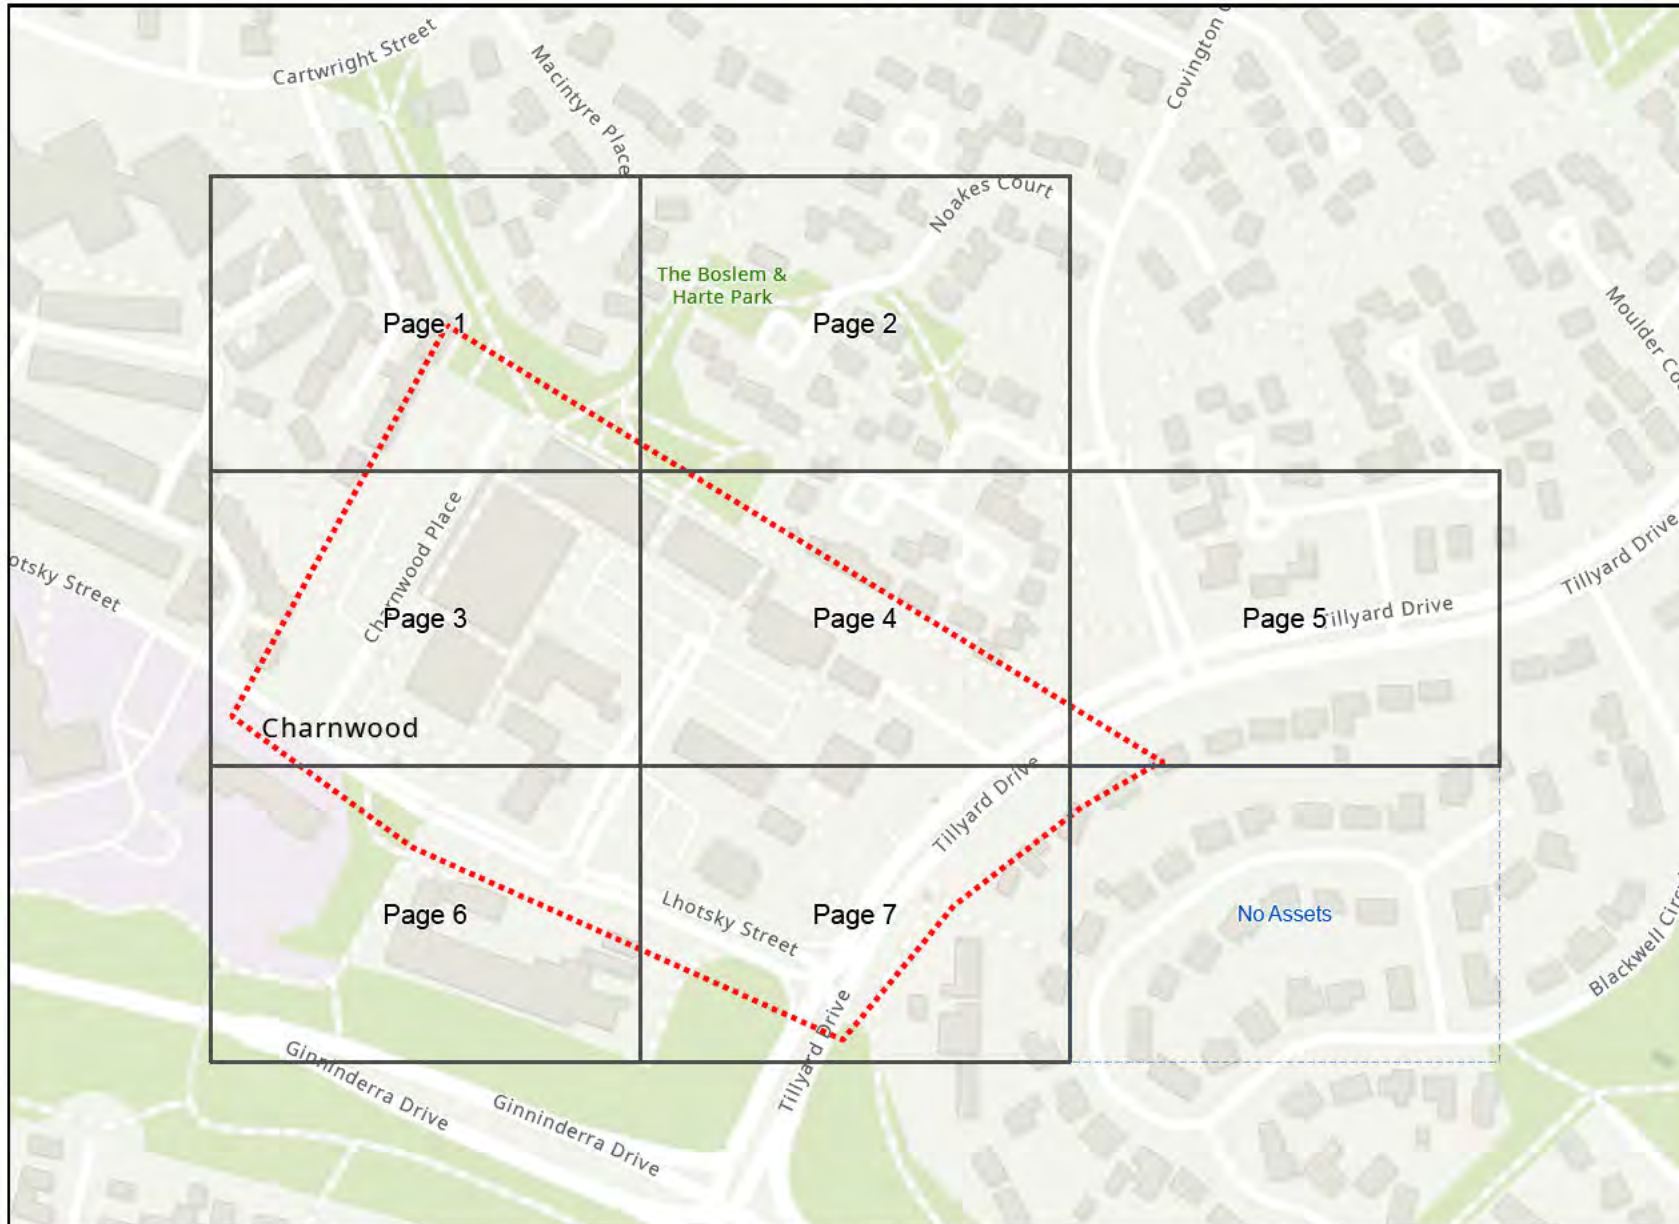 Cartwright Street
Macintyre Place
Covington
Noakes Court
The Boslem &
Harte Park
Page 1
Page 2
Moulder
Charnwood Place
otsky Street
Page 3
Page 4
Page 5
Tillyard Drive
Tillyard Drive
Charnwood
Tillyard Drive
Page 6
Lhotsky Street
Page 7
No Assets
Blackwell Circ
Tillyard Drive
Ginninderra Drive
Ginninderra Drive